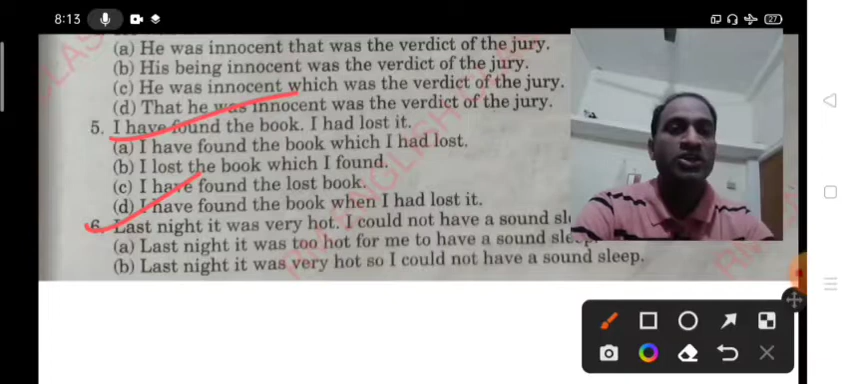 8:13
27
(a) He was innocent that was the verdict of the jury.
(b) His being innocent was the verdict of the jury.
(c) He was innocent which was the verdict of the jury.
(d) That he was innocent was the verdict of the jury.
5. I have found the book. I had lost it.
(a) I have found the book which I had lost.
(b) I lost the book which I found.
(c) I have found the lost book.
(d) I have found the book when I had lost it.
6. Last night it was very hot. I could not have a sound
(a) Last night it was too hot for me to have a sound
(b) Last night it was very hot so I could not have a sound sleep.